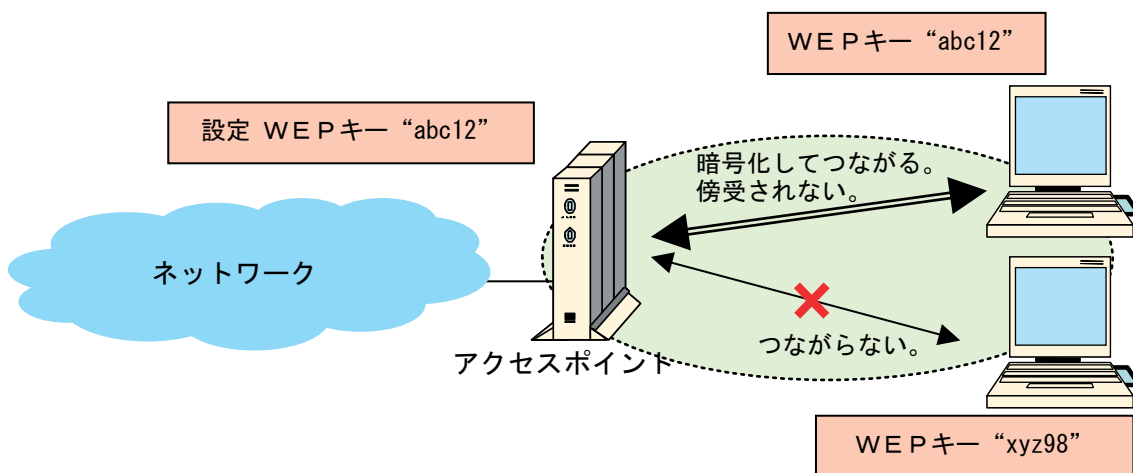 ＷＥＰキー “abc12”
設定 ＷＥＰキー “abc12”
暗号化してつながる。
傍受されない。
ネットワーク
つながらない。
アクセスポイント
ＷＥＰキー “xyz98”